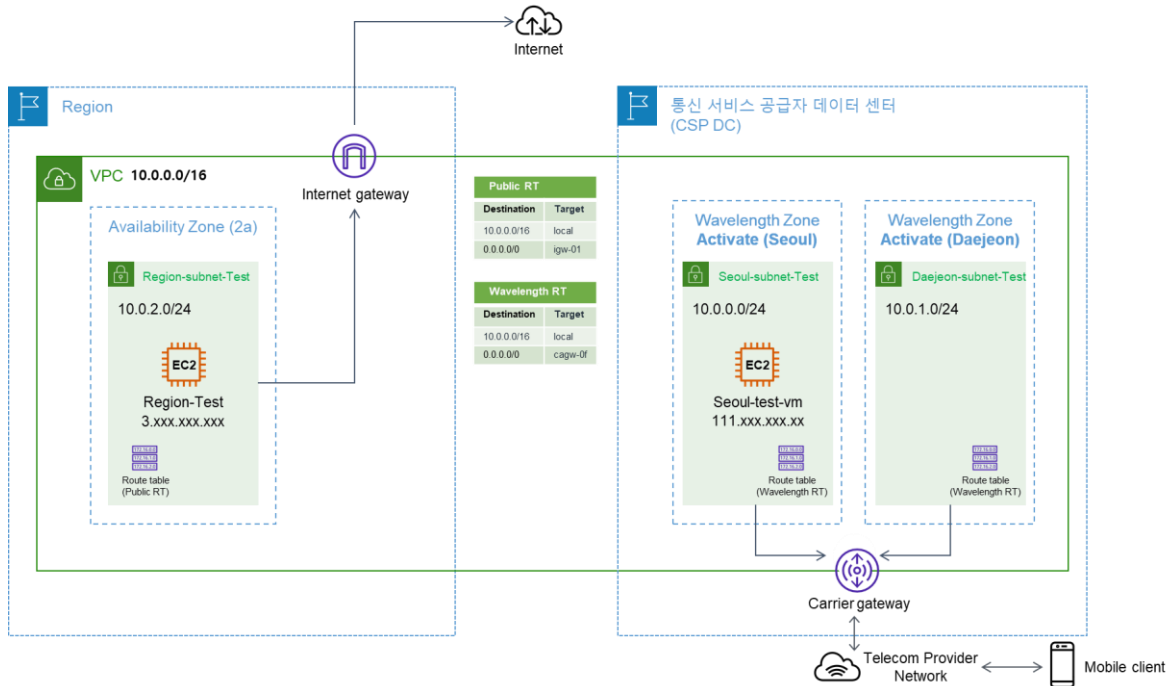 Internet
Region
통신 서비스 공급자 데이터 센터
(CSP DC)
VPC 10.0.0.0/16
Internet gateway
Availability Zone (2a)
Region-subnet-Test
10.0.2.0/24
EC2
Region-Test
3.xxx.xxx.xxx
Route table
(Public RT)
Public RT
Destination Target
10.0.0.0/16 local
0.0.0.0/0 igw-01
Wavelength RT
Destination Target
10.0.0.0/16 local
0.0.0.0/0 cagw-0f
Wavelength Zone
Activate (Seoul)
Seoul-subnet-Test
10.0.0.0/24
EC2
Seoul-test-vm
111.xxx.xxx.xx
Route table
(Wavelength RT)
Wavelength Zone
Activate (Daejeon)
Daejeon-subnet-Test
10.0.1.0/24
Route table
(Wavelength RT)
Carrier gateway
Telecom Provider
Network
Mobile client